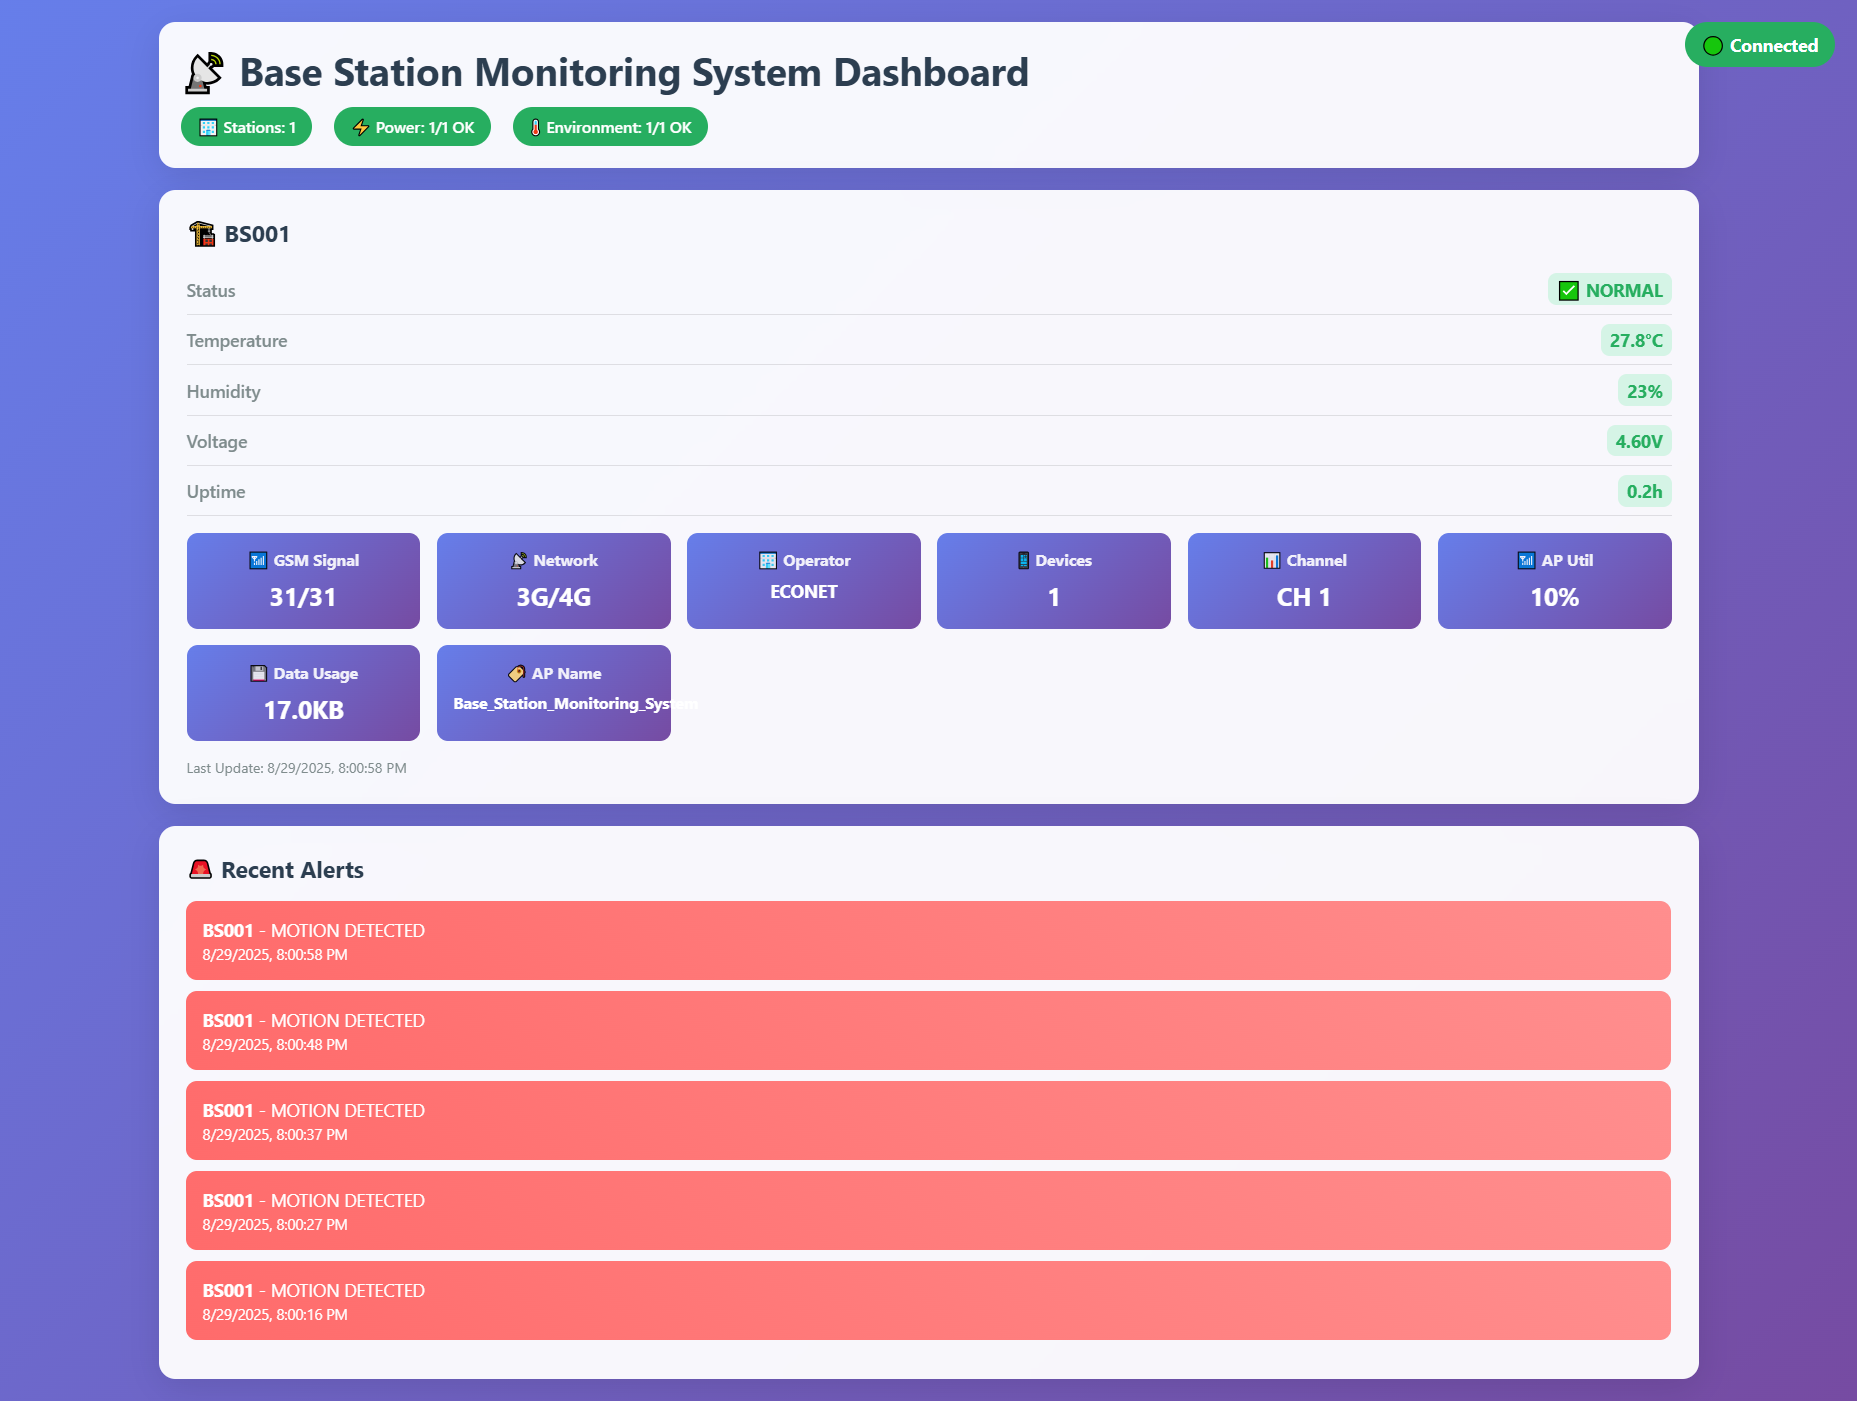 Base Station Monitoring System Dashboard
Connected
Stations: 1
Power: 1/1 OK
Environment: 1/1 OK
BS001
Status
NORMAL
Temperature
27.8°C
Humidity
23%
Voltage
4.60V
Uptime
0.2h
GSM Signal
31/31
Network
3G/4G
Operator
ECONET
Devices
1
Channel
CH 1
AP Util
10%
Data Usage
17.0KB
AP Name
Base_Station_Monitoring_System
Last Update: 8/29/2025, 8:00:58 PM
Recent Alerts
BS001 - MOTION DETECTED
8/29/2025, 8:00:58 PM
BS001 - MOTION DETECTED
8/29/2025, 8:00:48 PM
BS001 - MOTION DETECTED
8/29/2025, 8:00:37 PM
BS001 - MOTION DETECTED
8/29/2025, 8:00:27 PM
BS001 - MOTION DETECTED
8/29/2025, 8:00:16 PM